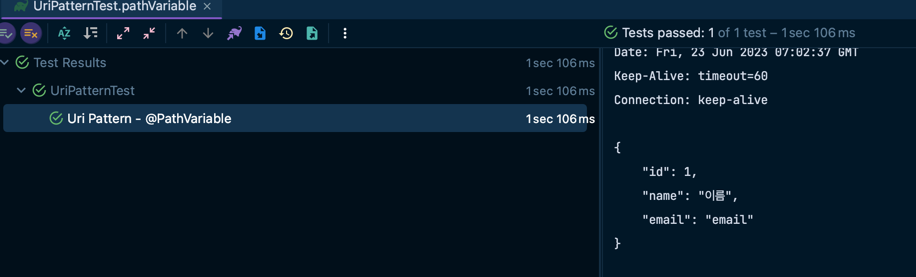 UriPatternTest.pathVariable ×
Tests passed: 1 of 1 test – 1 sec 106 ms
Test Results 1 sec 106 ms
UriPatternTest 1 sec 106 ms
Uri Pattern - @PathVariable 1 sec 106 ms
Date: Fri, 23 Jun 2023 07:02:37 GMT
Keep-Alive: timeout=60
Connection: keep-alive
{
"id": 1,
"name": "이름",
"email": "email"
}